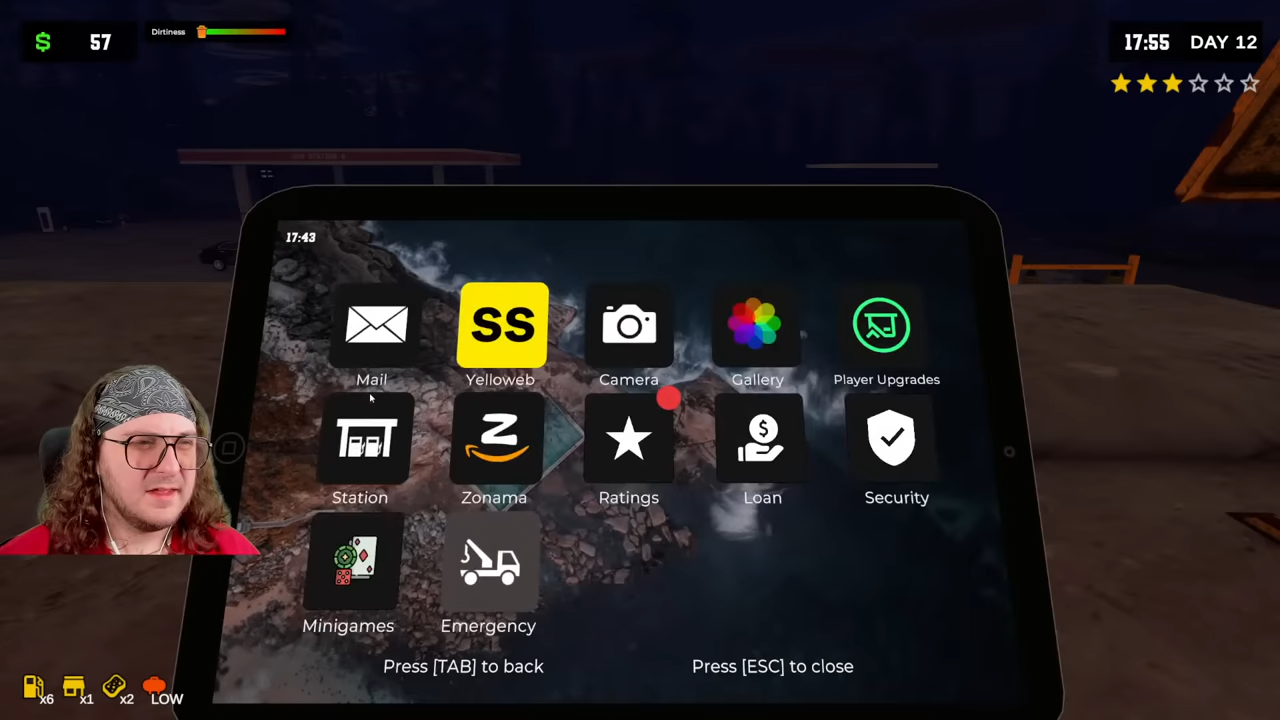 $ 57
Dirtiness
17:55 DAY 12
17:43
SS
Mail
Yelloweb
Camera
Gallery
Player Upgrades
Station
Z
Zonama
Ratings
$
Loan
Security
Minigames
Emergency
Press [TAB] to back
Press [ESC] to close
x6
x1
x2
LOW